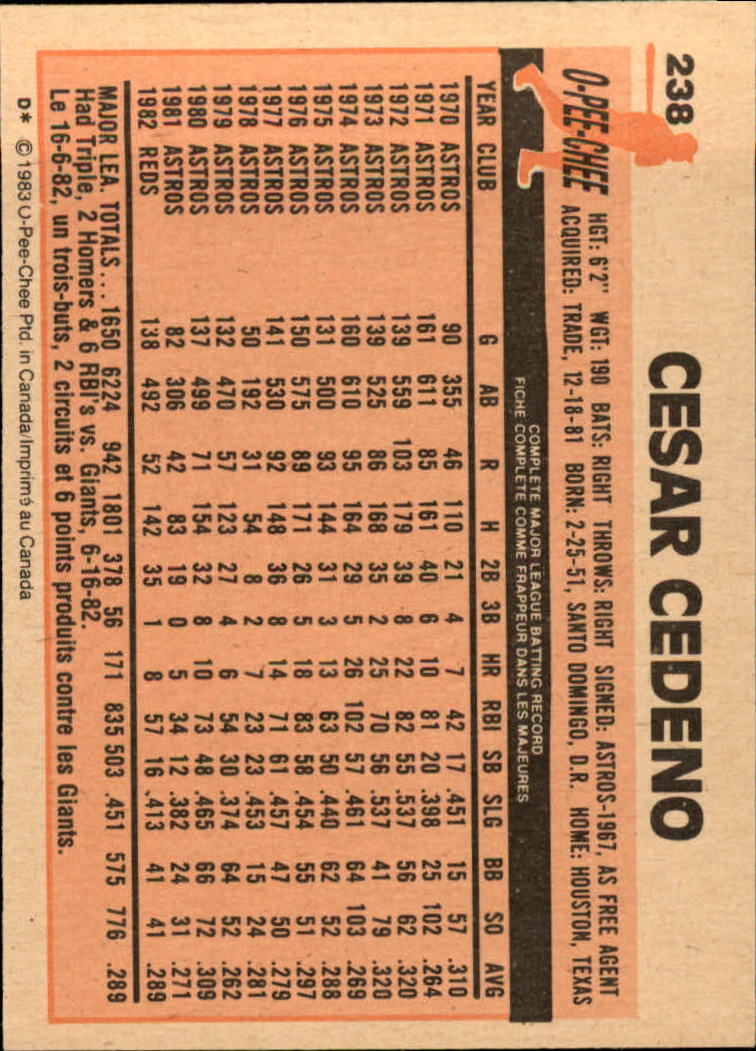 238
CESAR CEDENO
O-PEE-CHEE
HGT: 6'2" WGT: 190 BATS: RIGHT THROWS: RIGHT SIGNED: ASTROS-1967, AS FREE AGENT
ACQUIRED: TRADE, 12-18-81 BORN: 2-25-51, SANTO DOMINGO, D.R. HOME: HOUSTON, TEXAS
COMPLETE MAJOR LEAGUE BATTING RECORD
FICHE COMPLETE COMME FRAPPEUR DANS LES MAJEURES
YEAR CLUB G AB R H 2B 3B HR RBI SB SLG BB SO AVG
1970 ASTROS 90 355 46 110 21 4 7 42 17 .451 15 57 .310
1971 ASTROS 161 611 85 161 40 6 10 81 20 .398 25 102 .264
1972 ASTROS 139 559 103 179 39 8 22 82 55 .537 56 62 .320
1973 ASTROS 139 525 86 168 35 2 25 70 56 .537 41 79 .320
1974 ASTROS 160 610 95 164 29 5 26 102 57 .461 64 103 .269
1975 ASTROS 131 500 93 144 31 3 13 63 50 .440 62 52 .288
1976 ASTROS 150 575 89 171 26 5 18 83 58 .454 55 51 .297
1977 ASTROS 141 530 92 148 36 8 14 71 61 .457 47 50 .279
1978 ASTROS 50 192 31 54 8 2 7 23 23 .453 15 24 .281
1979 ASTROS 132 470 57 123 27 4 6 54 30 .374 64 52 .262
1980 ASTROS 137 499 71 154 32 8 10 73 48 .465 66 72 .309
1981 ASTROS 82 306 42 83 19 0 5 34 12 .382 24 31 .271
1982 REDS 138 492 52 142 35 1 8 57 16 .413 41 41 .289
MAJOR LEA. TOTALS... 1650 6224 942 1801 378 56 171 835 503 .451 575 776 .289
Had Triple, 2 Homers & 6 RBI's vs. Giants, 6-16-82.
Le 16-6-82, un trois-buts, 2 circuits et 6 points produits contre les Giants.
D* © 1983 O-Pee-Chee Ptd. in Canada/Imprimé au Canada